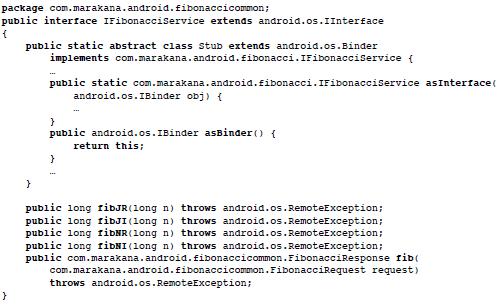 package com.marakana.android.fibonaccicommon;
public interface IFibonacciService extends android.os.IInterface
{
    public static abstract class Stub extends android.os.Binder
        implements com.marakana.android.fibonacci.IFibonacciService {
        …
        public static com.marakana.android.fibonacci.IFibonacciService asInterface(
            android.os.IBinder obj) {
            …
        }
        public android.os.IBinder asBinder() {
            return this;
        }
        …
    }

    public long fibJR(long n) throws android.os.RemoteException;
    public long fibJI(long n) throws android.os.RemoteException;
    public long fibNR(long n) throws android.os.RemoteException;
    public long fibNI(long n) throws android.os.RemoteException;
    public com.marakana.android.fibonaccicommon.FibonacciResponse fib(
        com.marakana.android.fibonaccicommon.FibonacciRequest request)
        throws android.os.RemoteException;
}